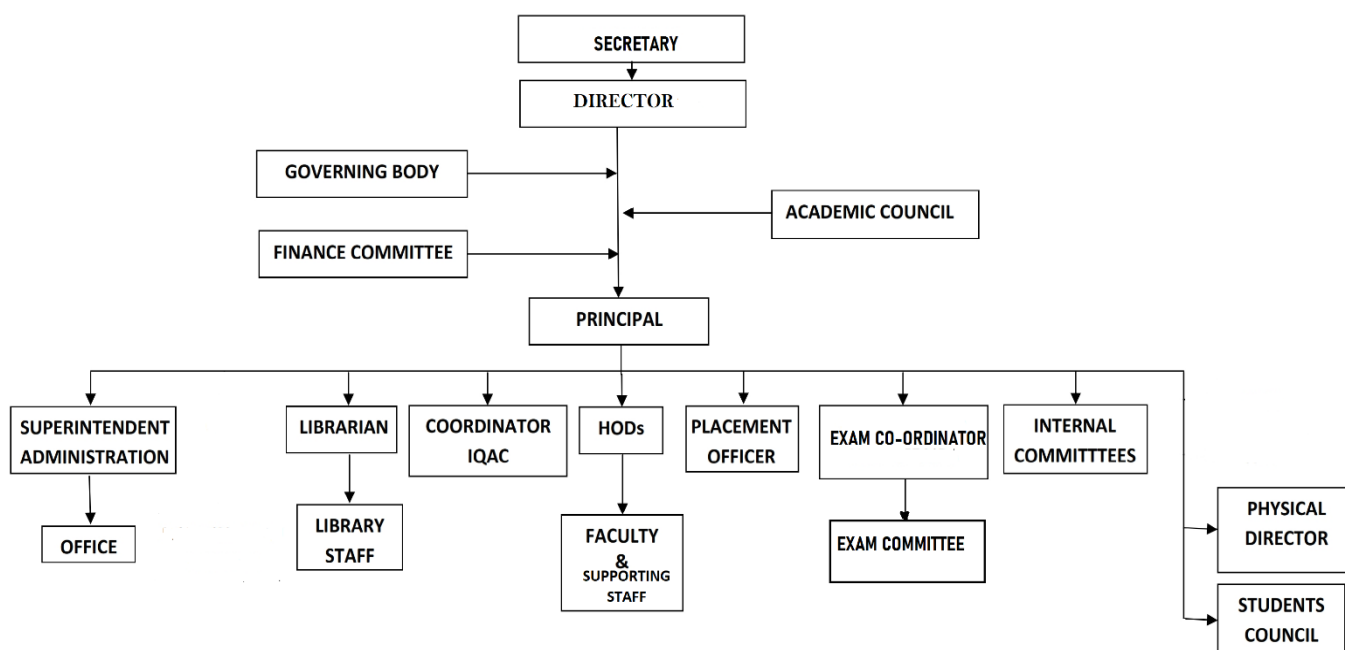 SECRETARY
DIRECTOR
GOVERNING BODY
ACADEMIC COUNCIL
FINANCE COMMITTEE
PRINCIPAL
SUPERINTENDENT
ADMINISTRATION
LIBRARIAN
COORDINATOR
IQAC
HODs
PLACEMENT
OFFICER
EXAM CO-ORDINATOR
INTERNAL
COMMITTTEES
OFFICE
LIBRARY
STAFF
FACULTY
&
SUPPORTING
STAFF
EXAM COMMITTEE
PHYSICAL
DIRECTOR
STUDENTS
COUNCIL